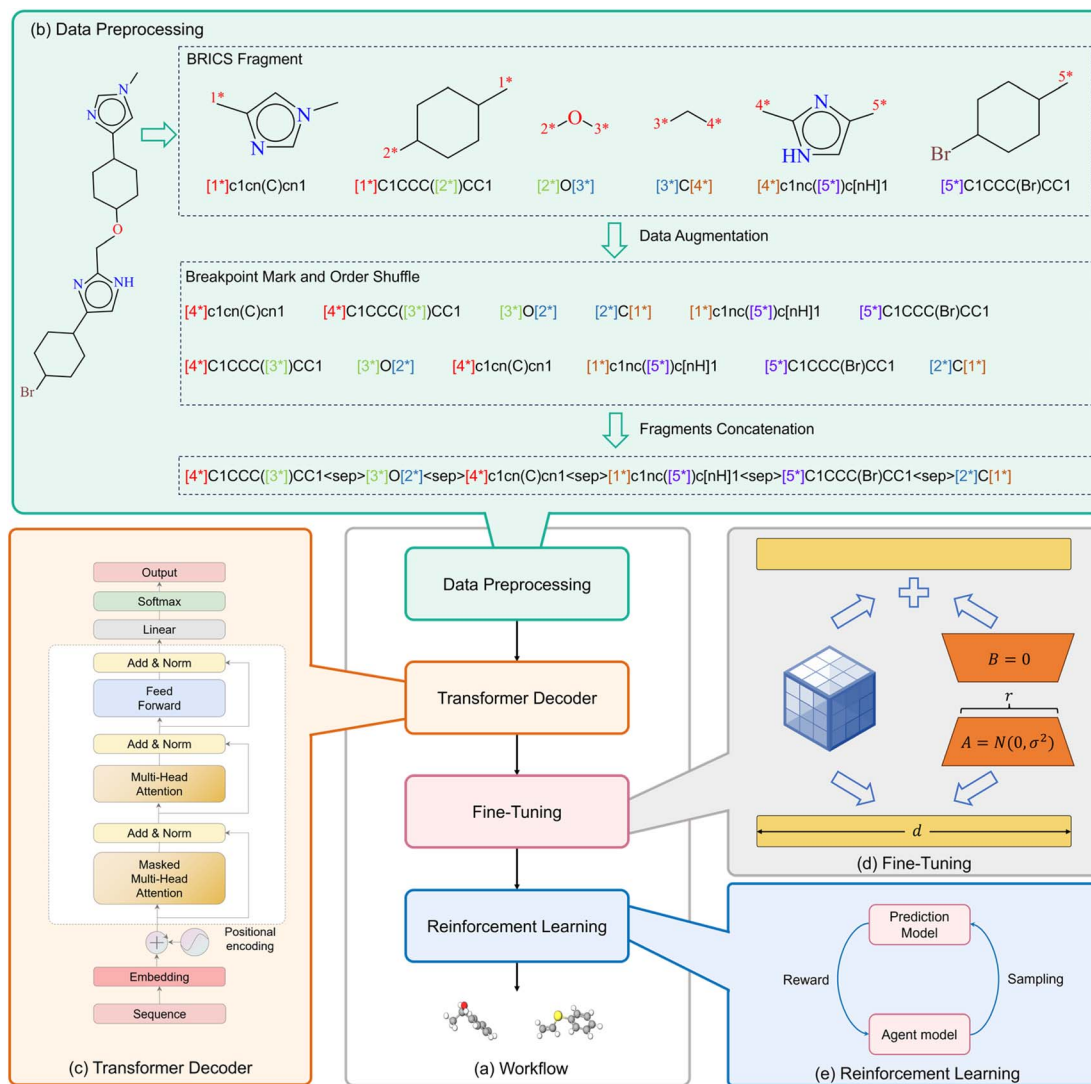 (b) Data Preprocessing
BRICS Fragment
1* N N
1* 2*
2* O 3*
3* 4*
4* N 5* HN
5* Br
[1*]c1cn(C)cn1 [1*]C1CCC([2*])CC1 [2*]O[3*] [3*]C[4*] [4*]c1nc([5*])c[nH]1 [5*]C1CCC(Br)CC1
N
N
O
N NH
Br
Data Augmentation
Breakpoint Mark and Order Shuffle
[4*]c1cn(C)cn1 [4*]C1CCC([3*])CC1 [3*]O[2*] [2*]C[1*] [1*]c1nc([5*])c[nH]1 [5*]C1CCC(Br)CC1
[4*]C1CCC([3*])CC1 [3*]O[2*] [4*]c1cn(C)cn1 [1*]c1nc([5*])c[nH]1 [5*]C1CCC(Br)CC1 [2*]C[1*]
Fragments Concatenation
[4*]C1CCC([3*])CC1<sep>[3*]O[2*]<sep>[4*]c1cn(C)cn1<sep>[1*]c1nc([5*])c[nH]1<sep>[5*]C1CCC(Br)CC1<sep>[2*]C[1*]
Output
Softmax
Linear
Add & Norm
Feed
Forward
Add & Norm
Multi-Head
Attention
Add & Norm
Masked
Multi-Head
Attention
Positional
encoding
Embedding
Sequence
(c) Transformer Decoder
Data Preprocessing
Transformer Decoder
Fine-Tuning
Reinforcement Learning
(a) Workflow
B = 0
r
A = N(0, σ²)
d
(d) Fine-Tuning
Prediction
Model
Reward
Sampling
Agent model
(e) Reinforcement Learning